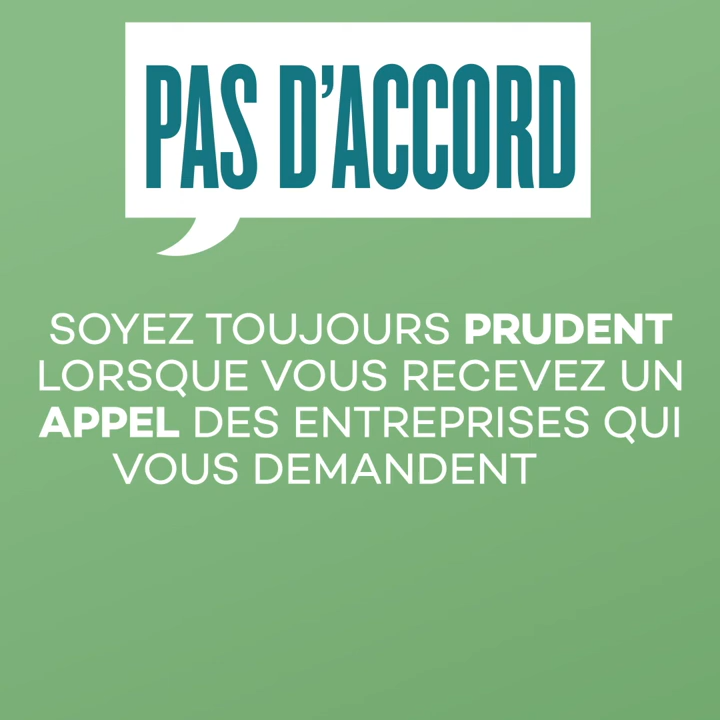 PAS D'ACCORD
SOYEZ TOUJOURS PRUDENT
LORSQUE VOUS RECEVEZ UN
APPEL DES ENTREPRISES QUI
VOUS DEMANDENT